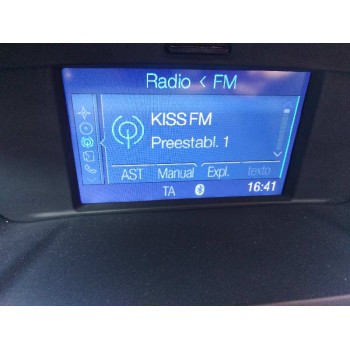 Radio < FM
KISS FM
Preestabl. 1
AST Manual Expl. texto
TA 16:41